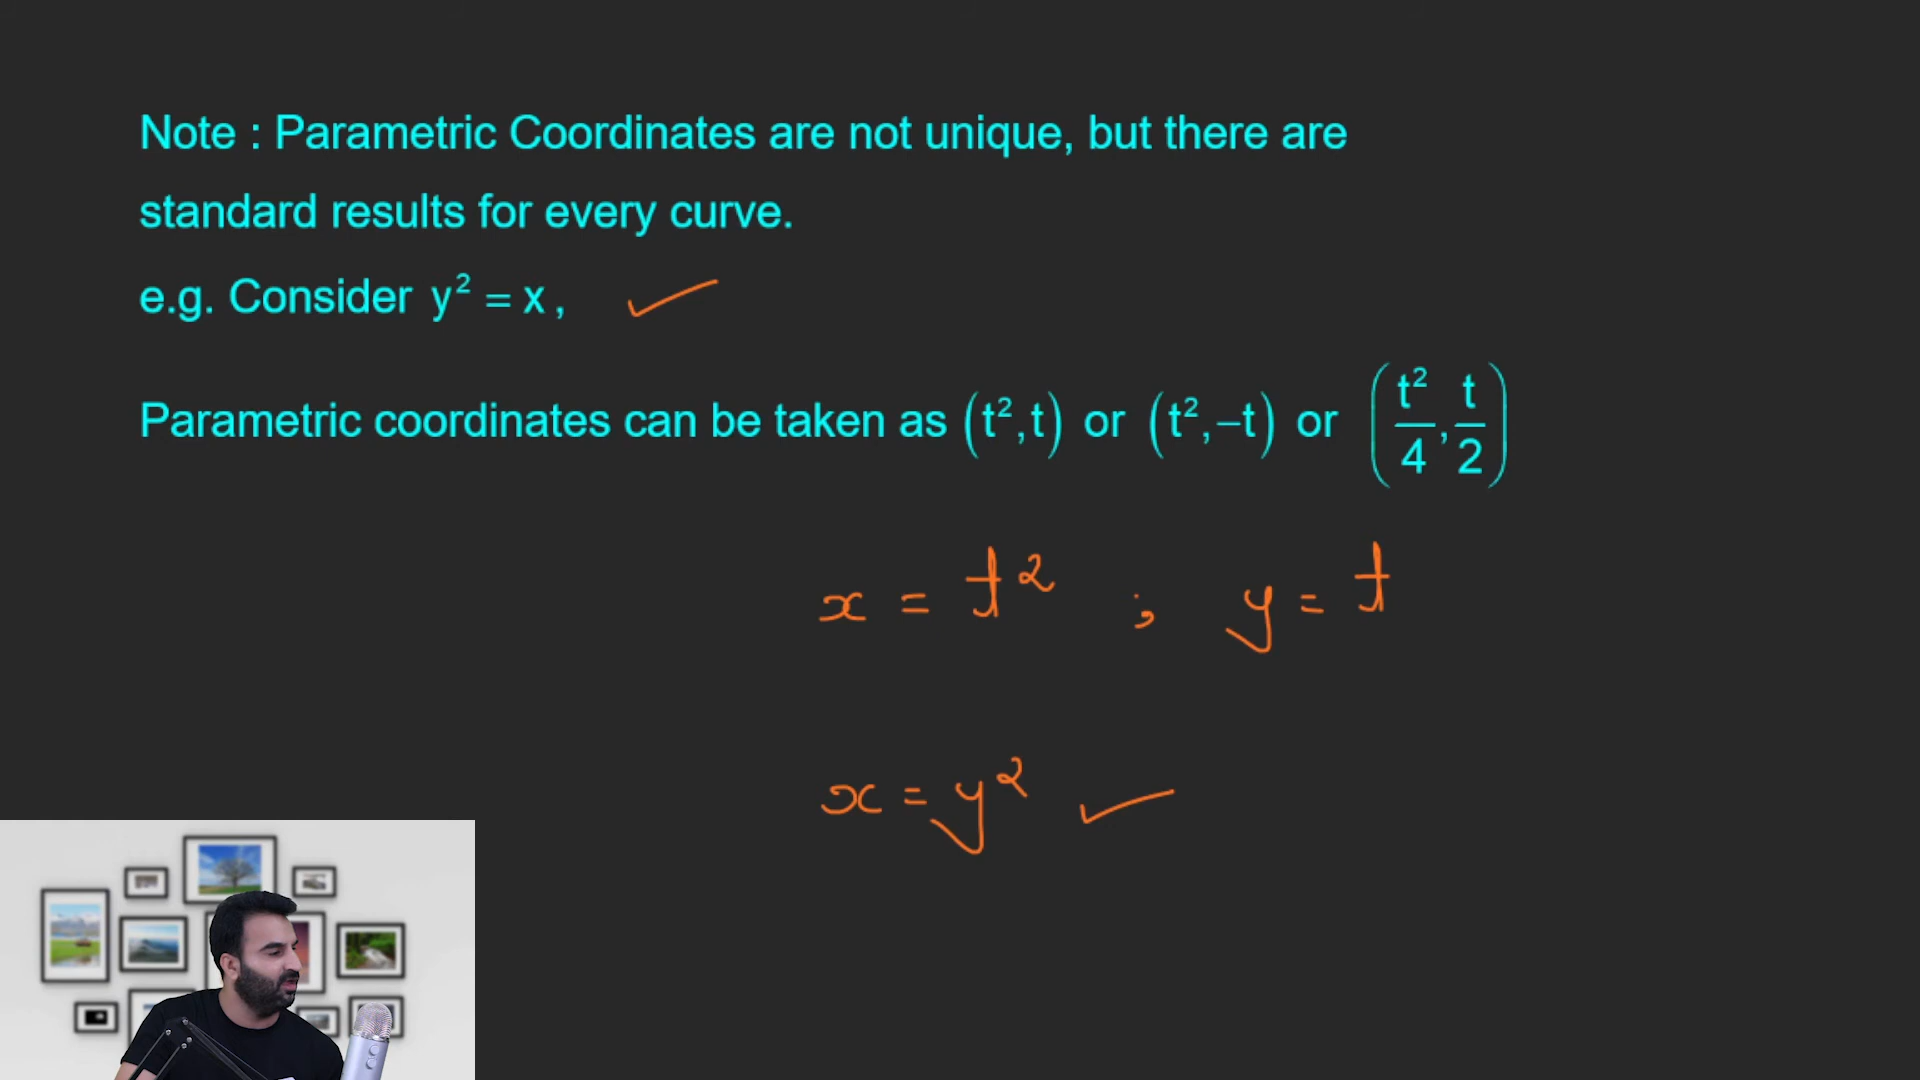 Note : Parametric Coordinates are not unique, but there are
standard results for every curve.
e.g. Consider y² = x ,
Parametric coordinates can be taken as (t²,t) or (t²,−t) or (t²/4, t/2)
x = t² ; y = t
x = y²